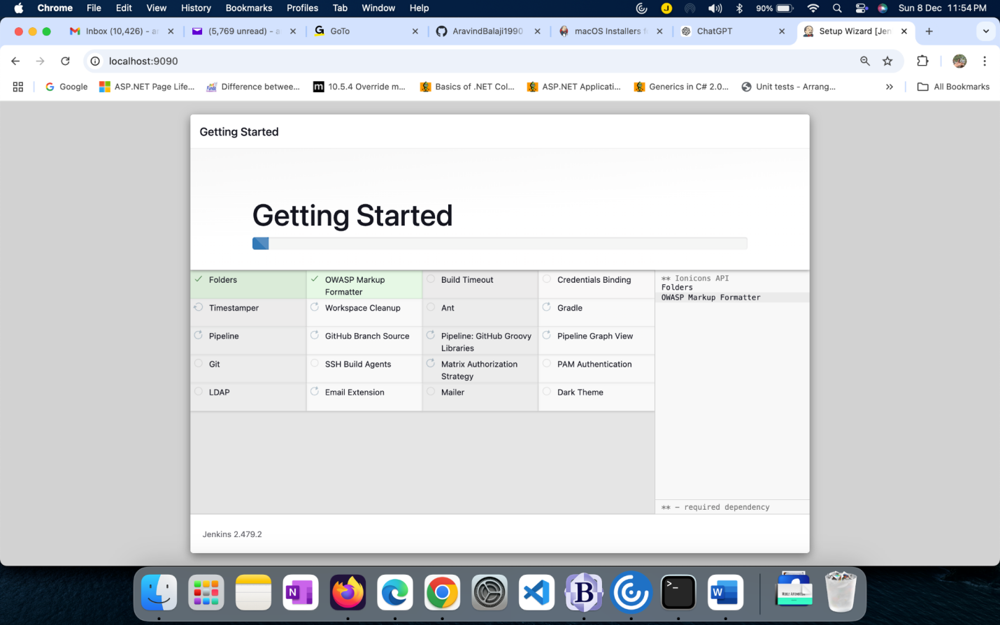 Chrome File Edit View History Bookmarks Profiles Tab Window Help J 90% Sun 8 Dec 11:54 PM
Inbox (10,426) - a (5,769 unread) - a GoTo AravindBalaji1990 macOS Installers f ChatGPT Setup Wizard [Jen
localhost:9090
Google ASP.NET Page Life... Difference betwee... 10.5.4 Override m... Basics of .NET Col... ASP.NET Applicati... Generics in C# 2.0... Unit tests - Arrang... » All Bookmarks
Getting Started
Getting Started
Folders
OWASP Markup
Formatter
Build Timeout
Credentials Binding
Timestamper
Workspace Cleanup
Ant
Gradle
Pipeline
GitHub Branch Source
Pipeline: GitHub Groovy
Libraries
Pipeline Graph View
Git
SSH Build Agents
Matrix Authorization
Strategy
PAM Authentication
LDAP
Email Extension
Mailer
Dark Theme
** Ionicons API
Folders
OWASP Markup Formatter
** - required dependency
Jenkins 2.479.2
N
B
>_
W